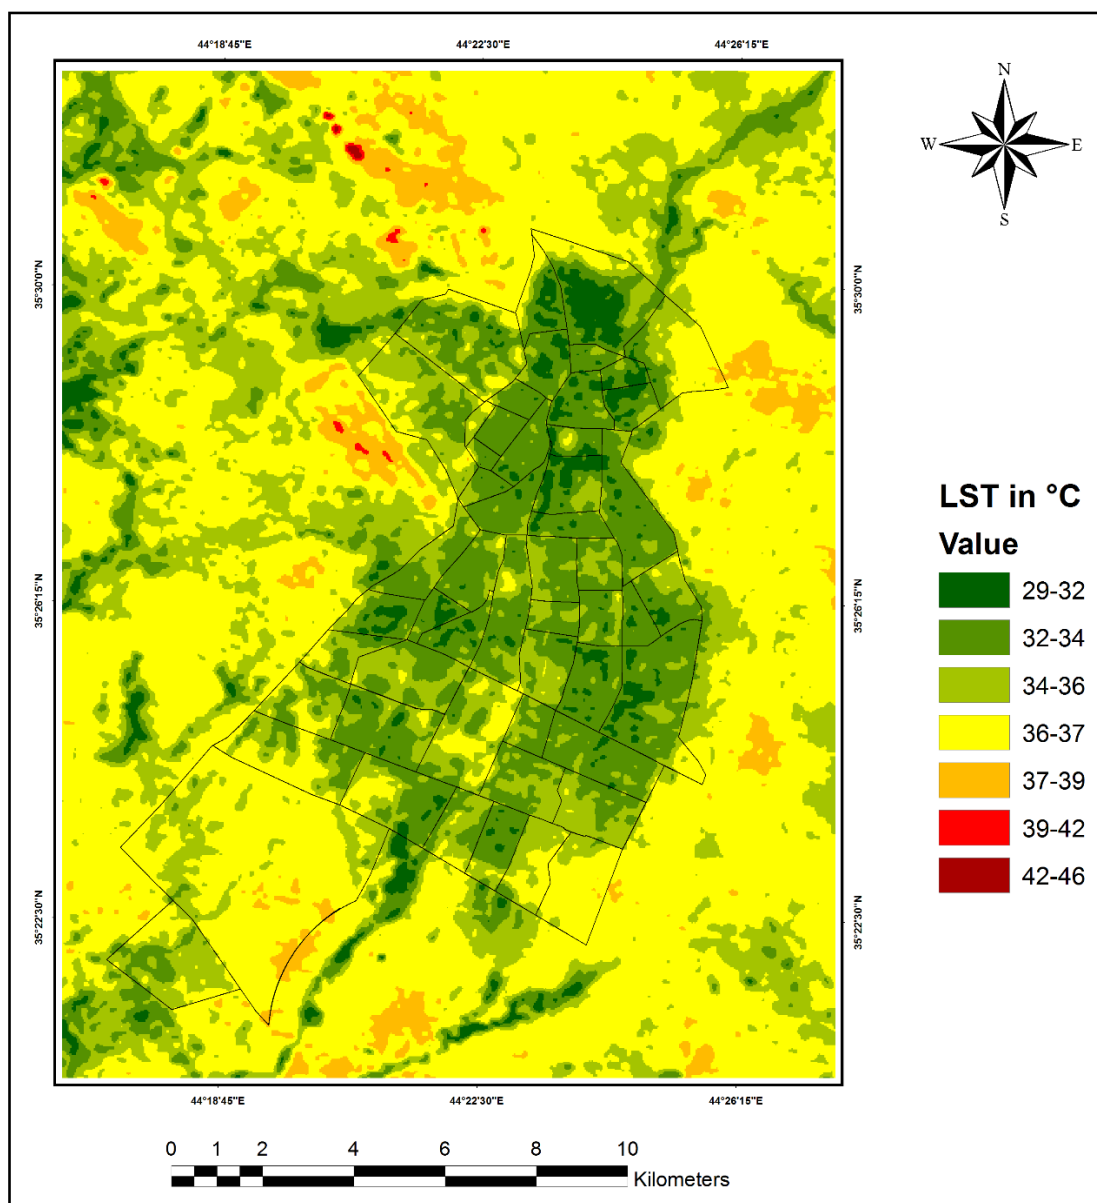 44°18'45"E 44°22'30"E 44°26'15"E
N
W E
S
35°30'0"N 35°30'0"N
35°26'15"N 35°26'15"N
35°22'30"N 35°22'30"N
LST in °C
Value
29-32
32-34
34-36
36-37
37-39
39-42
42-46
44°18'45"E 44°22'30"E 44°26'15"E
0 1 2 4 6 8 10
Kilometers